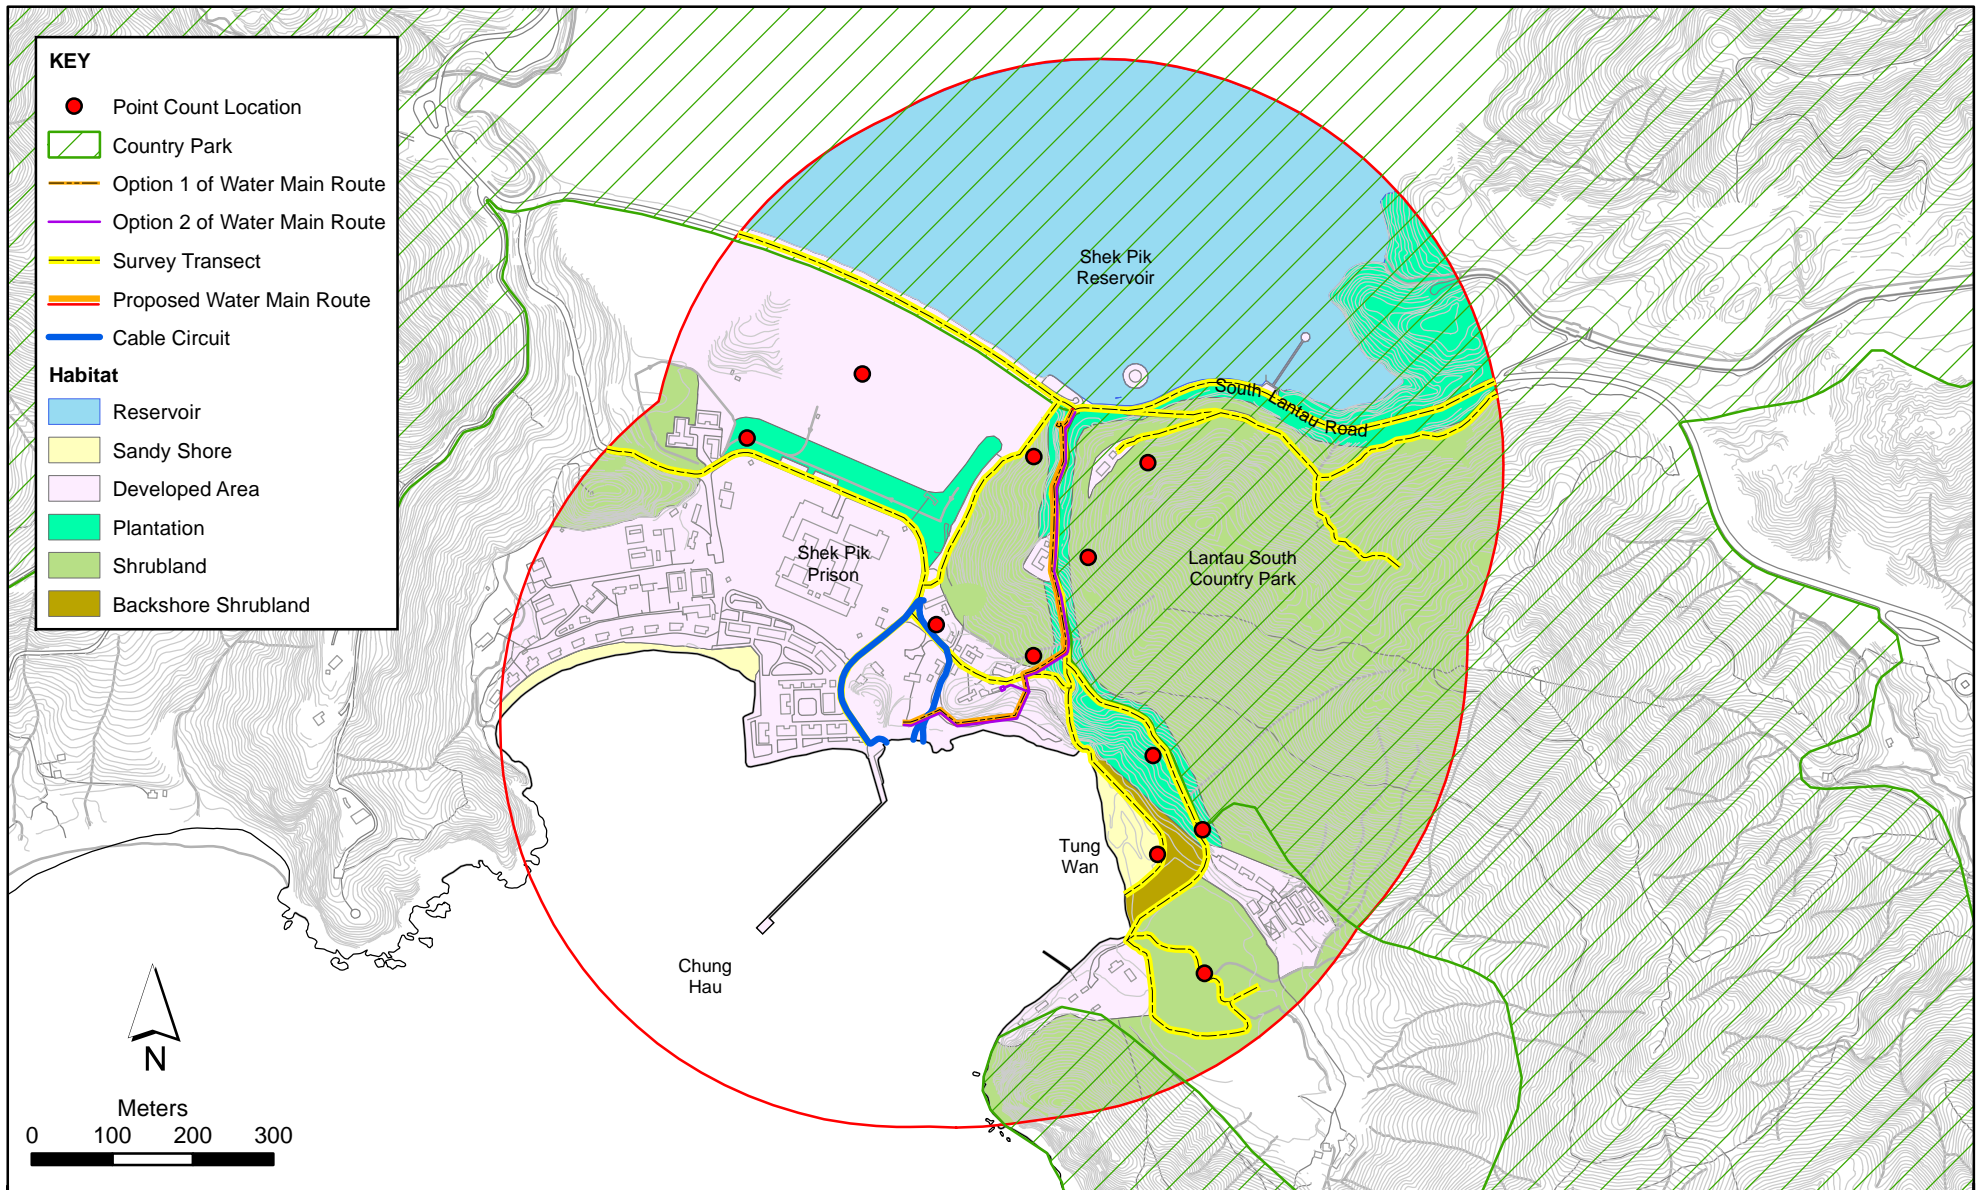 KEY
Point Count Location
Country Park
Option 1 of Water Main Route
Option 2 of Water Main Route
Survey Transect
Proposed Water Main Route
Cable Circuit
Habitat
Reservoir
Sandy Shore
Developed Area
Plantation
Shrubland
Backshore Shrubland
Shek Pik
Reservoir
South Lantau Road
Shek Pik
Prison
Lantau South
Country Park
Tung
Wan
Chung
Hau
N
Meters
0 100 200 300